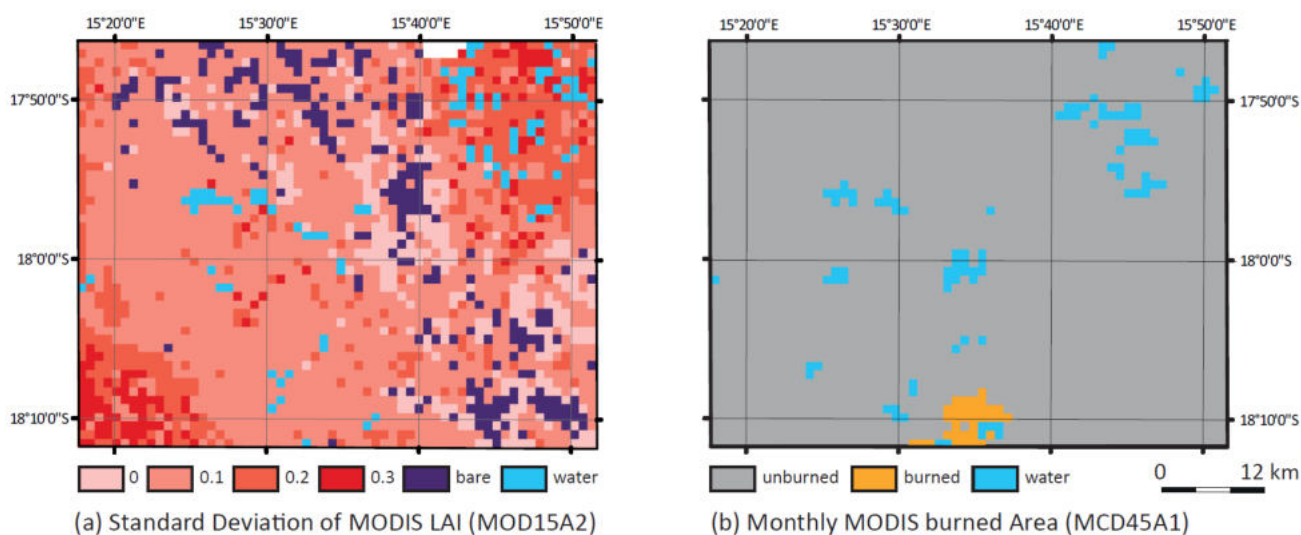 15°20'0"E 15°30'0"E 15°40'0"E 15°50'0"E 15°20'0"E 15°30'0"E 15°40'0"E 15°50'0"E
17°50'0"S 17°50'0"S
18°0'0"S 18°0'0"S
18°10'0"S 18°10'0"S
0 0.1 0.2 0.3 bare water unburned burned water 0 12 km
(a) Standard Deviation of MODIS LAI (MOD15A2) (b) Monthly MODIS burned Area (MCD45A1)